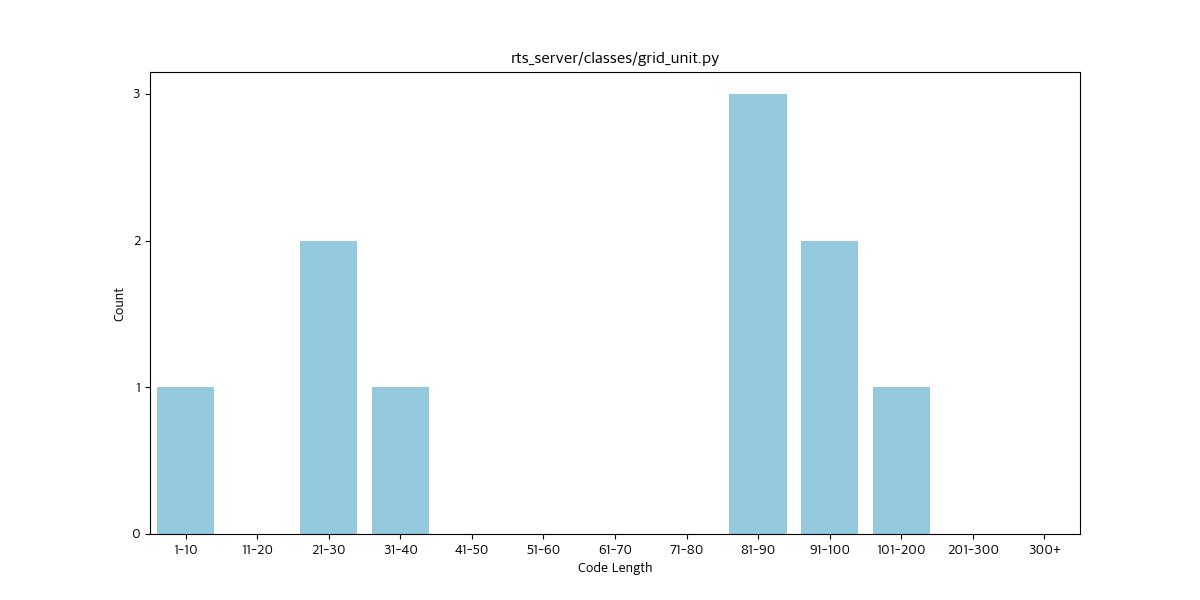 rts_server/classes/grid_unit.py
3
2
1
0
Count
1-10 11-20 21-30 31-40 41-50 51-60 61-70 71-80 81-90 91-100 101-200 201-300 300+
Code Length